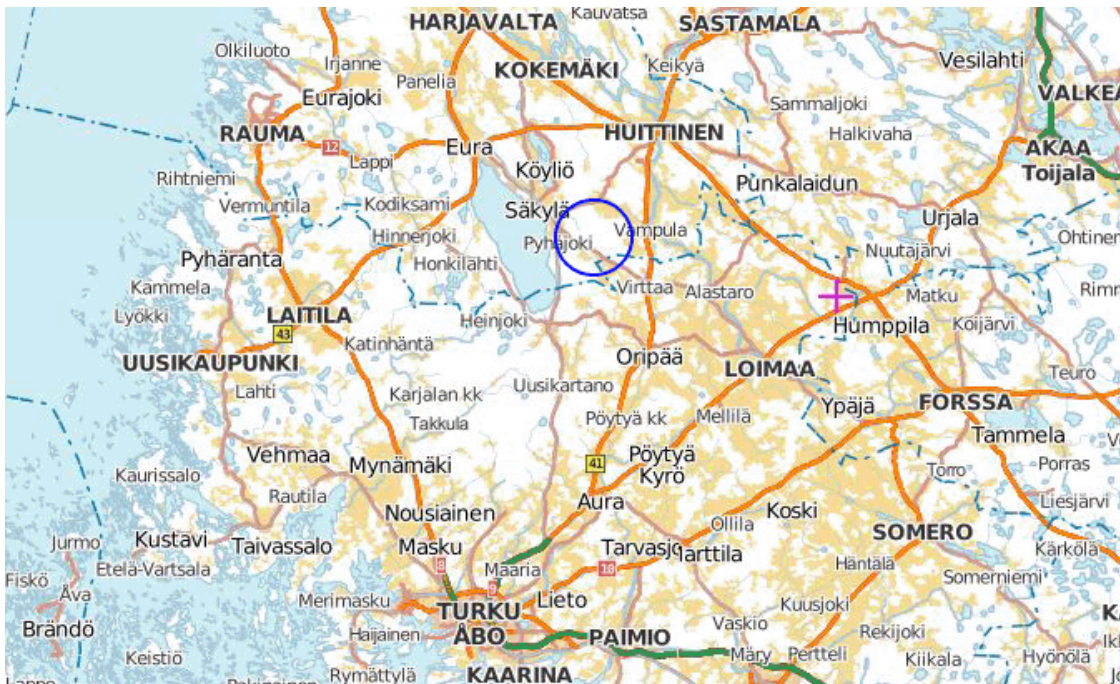 HARJAVALTA
Kauvatsa
SASTAMALA
Olkiluoto
Irjanne
Panelia
KOKEMÄKI
Keikyä
Vesilahti
Eurajoki
Sammaljoki
VALKEA
RAUMA
12
Lappi
Eura
HUITTINEN
Halkivaha
AKAA
Toijala
Rihtniemi
Köyliö
Punkalaidun
Vermuntila
Kodiksami
Säkylä
Urjala
Hinnerjoki
Pyhäjoki
Vampula
Ohtinen
Pyhäranta
Honkilahti
Nuutajärvi
Kammela
Virttaa
Alastaro
Matku
Rimm
Lyökki
LAITILA
Heinjoki
Humppila
Koijärvi
43
Katinhäntä
UUSIKAUPUNKI
Oripää
LOIMAA
Teuro
Lahti
Karjalan kk
Uusikartano
Ypäjä
FORSSA
Takkula
Pöytyä kk
Mellilä
Tammela
Vehmaa
Mynämäki
41
Pöytyä
Kyrö
Torro
Porras
Kaurissalo
Rautila
Nousiainen
Aura
Ollila
Koski
Liesjärvi
Jurmo
Kustavi
Taivassalo
Masku
Tarvasjo
Marttila
SOMERO
Kärkölä
Etelä-Vartsala
8
Maaria
10
Fiskö
Åva
9
Häntälä
Somerniemi
Merimasku
TURKU
ÅBO
Lieto
Kuusjoki
Brändö
Haijainen
PAIMIO
Vaskio
Rekijoki
Keistiö
Rymättylä
KAARINA
Märy
Pertteli
Kiikala
Hyönölä
Lappo